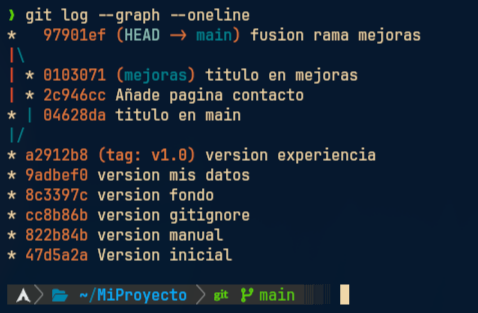 ❯ git log --graph --oneline
*   97901ef (HEAD -> main) fusion rama mejoras
|\
| * 0103071 (mejoras) titulo en mejoras
| * 2c946cc Añade pagina contacto
* | 04628da titulo en main
|/
* a2912b8 (tag: v1.0) version experiencia
* 9adbef0 version mis datos
* 8c3397c version fondo
* cc8b86b version gitignore
* 822b84b Version manual
* 47d5a2a Version inicial
~/MiProyecto git main